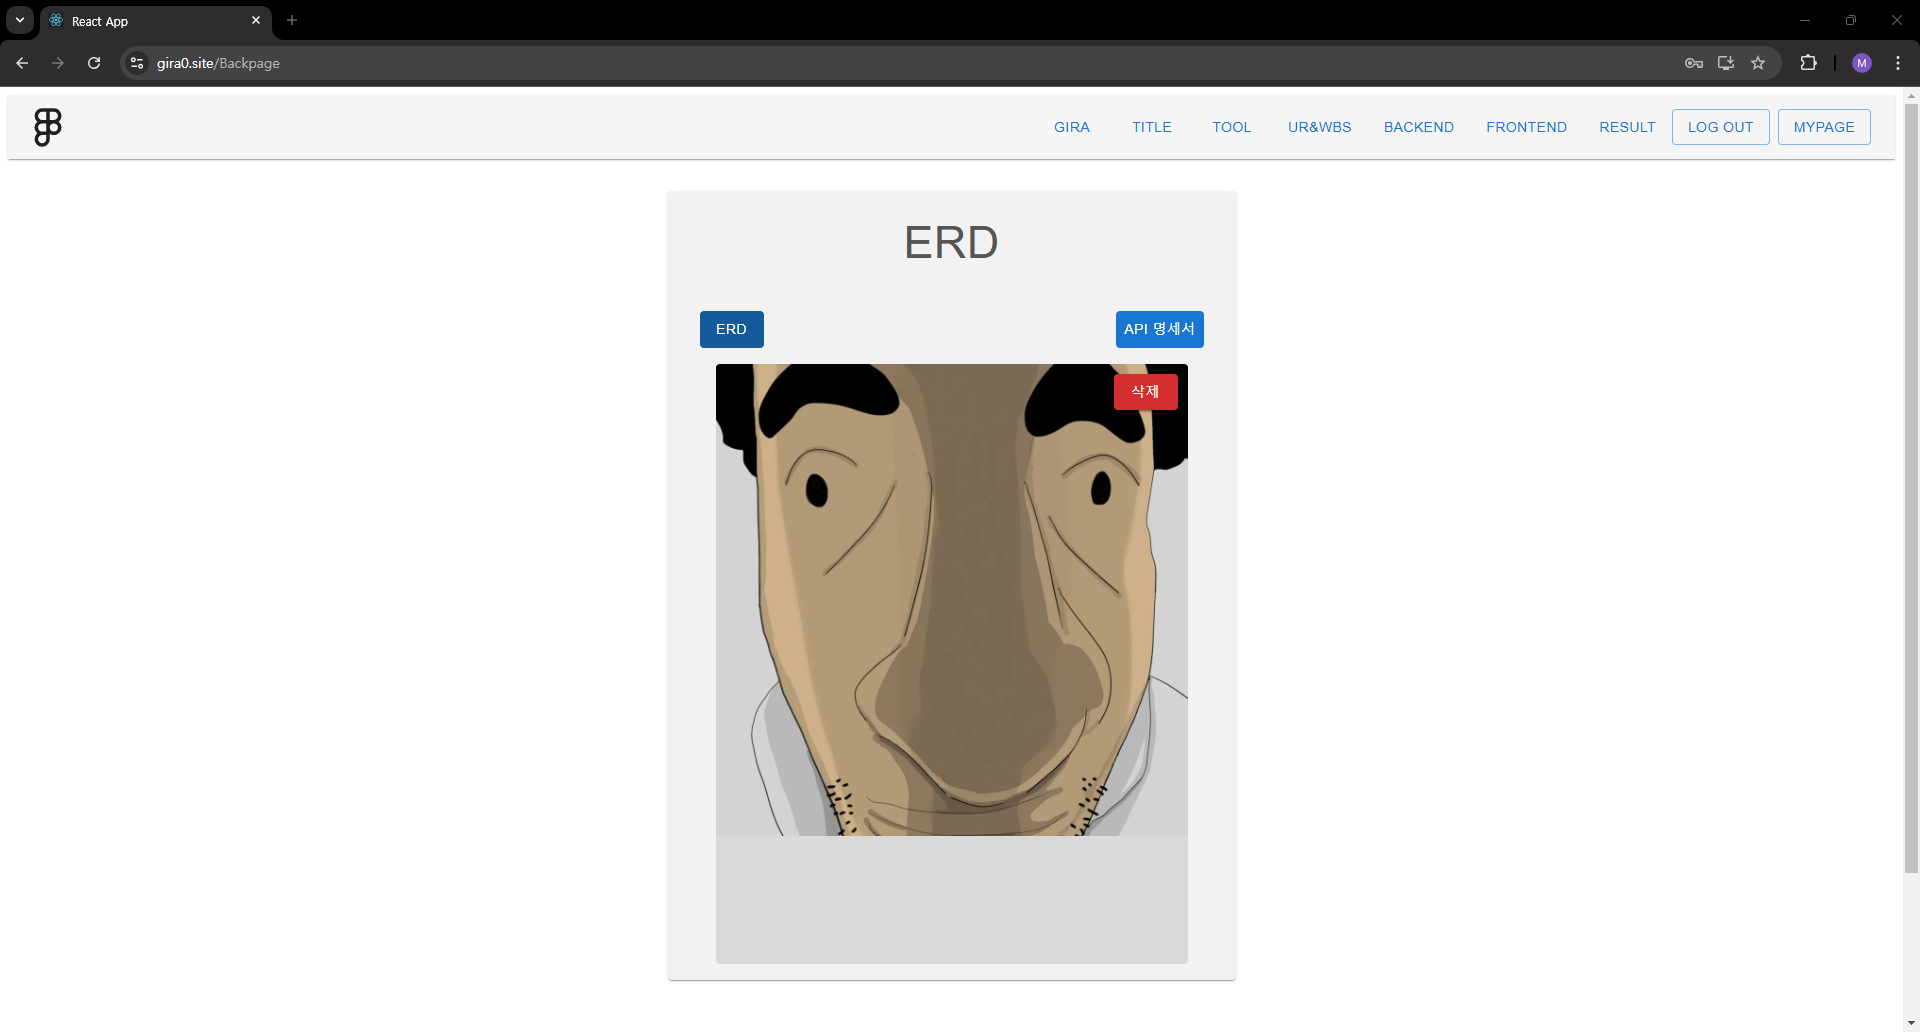 React App
gira0.site/Backpage
M
GIRA TITLE TOOL UR&WBS BACKEND FRONTEND RESULT LOG OUT MYPAGE
ERD
ERD API 명세서
삭제